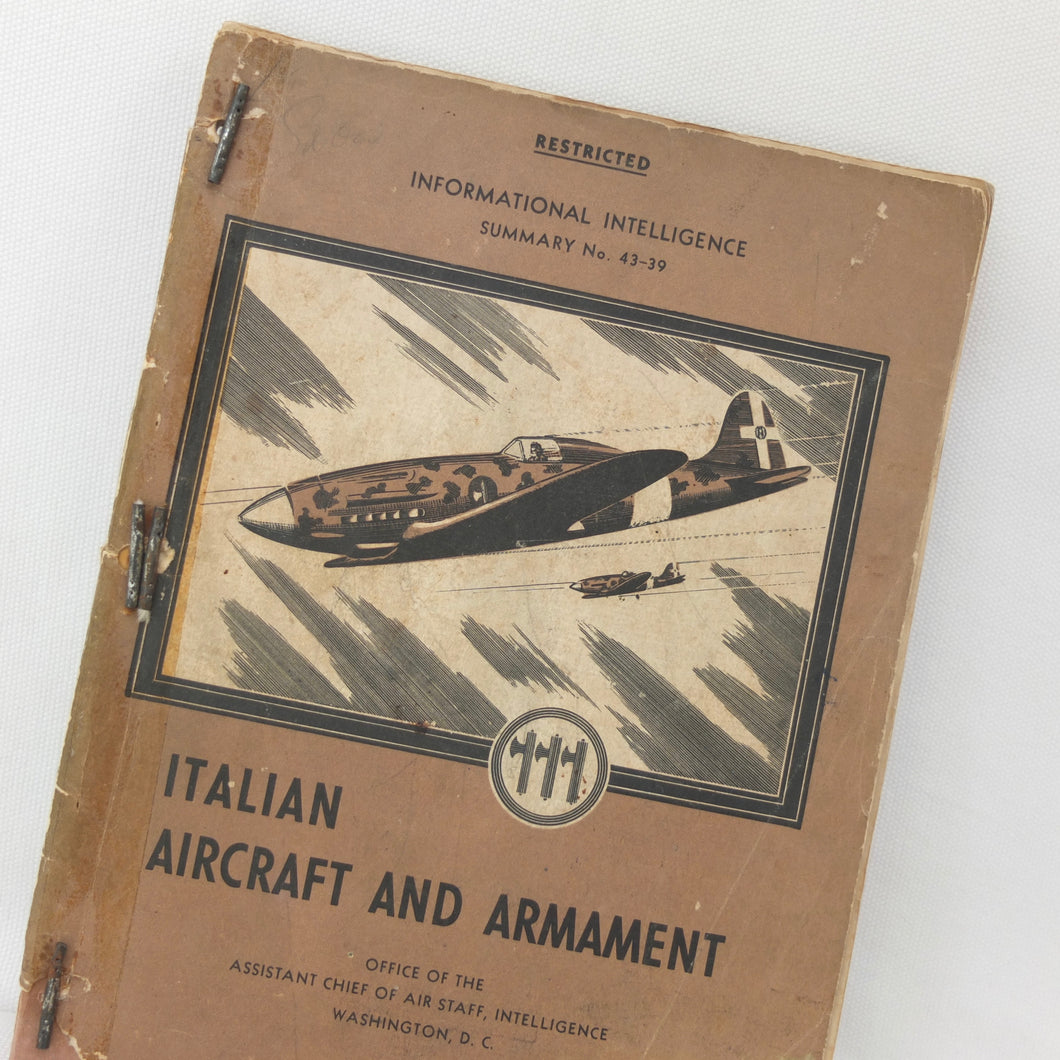 RESTRICTED
INFORMATIONAL INTELLIGENCE
SUMMARY No. 43–39
ITALIAN
AIRCRAFT AND ARMAMENT
OFFICE OF THE
ASSISTANT CHIEF OF AIR STAFF, INTELLIGENCE
WASHINGTON, D. C.